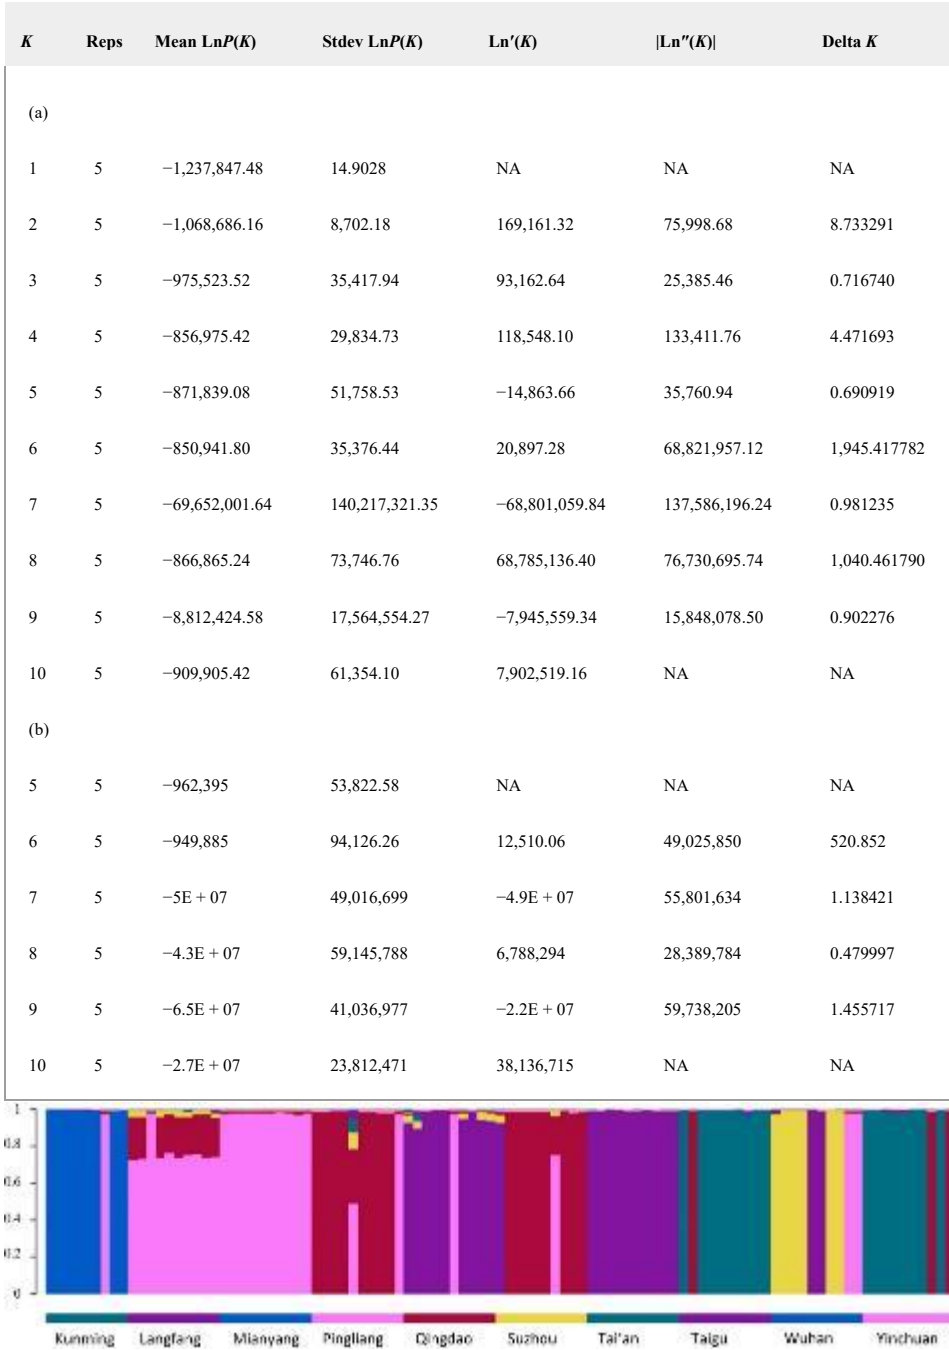 K Reps Mean LnP(K) Stdev LnP(K) Ln′(K) |Ln″(K)| Delta K
(a)
1 5 −1,237,847.48 14.9028 NA NA NA
2 5 −1,068,686.16 8,702.18 169,161.32 75,998.68 8.733291
3 5 −975,523.52 35,417.94 93,162.64 25,385.46 0.716740
4 5 −856,975.42 29,834.73 118,548.10 133,411.76 4.471693
5 5 −871,839.08 51,758.53 −14,863.66 35,760.94 0.690919
6 5 −850,941.80 35,376.44 20,897.28 68,821,957.12 1,945.417782
7 5 −69,652,001.64 140,217,321.35 −68,801,059.84 137,586,196.24 0.981235
8 5 −866,865.24 73,746.76 68,785,136.40 76,730,695.74 1,040.461790
9 5 −8,812,424.58 17,564,554.27 −7,945,559.34 15,848,078.50 0.902276
10 5 −909,905.42 61,354.10 7,902,519.16 NA NA
(b)
5 5 −962,395 53,822.58 NA NA NA
6 5 −949,885 94,126.26 12,510.06 49,025,850 520.852
7 5 −5E + 07 49,016,699 −4.9E + 07 55,801,634 1.138421
8 5 −4.3E + 07 59,145,788 6,788,294 28,389,784 0.479997
9 5 −6.5E + 07 41,036,977 −2.2E + 07 59,738,205 1.455717
10 5 −2.7E + 07 23,812,471 38,136,715 NA NA
1
0.8
0.6
0.4
0.2
0
Kunming Langfang Mianyang Pingliang Qingdao Suzhou Tai'an Taigu Wuhan Yinchuan